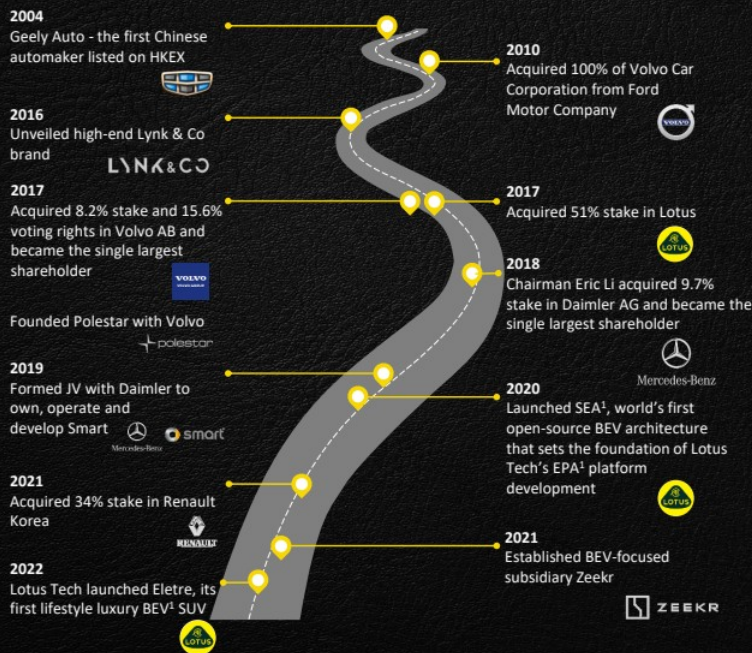 2004
Geely Auto - the first Chinese
automaker listed on HKEX
2010
Acquired 100% of Volvo Car
Corporation from Ford
Motor Company
VOLVO
2016
Unveiled high-end Lynk & Co
brand
LYNK&CO
2017
Acquired 8.2% stake and 15.6%
voting rights in Volvo AB and
became the single largest
shareholder
VOLVO
Founded Polestar with Volvo
polestar
2017
Acquired 51% stake in Lotus
LOTUS
2018
Chairman Eric Li acquired 9.7%
stake in Daimler AG and became the
single largest shareholder
Mercedes-Benz
2019
Formed JV with Daimler to
own, operate and
develop Smart
Mercedes-Benz
smart
2020
Launched SEA¹, world's first
open-source BEV architecture
that sets the foundation of Lotus
Tech's EPA¹ platform
development
LOTUS
2021
Acquired 34% stake in Renault
Korea
RENAULT
2021
Established BEV-focused
subsidiary Zeekr
ZEEKR
2022
Lotus Tech launched Eletre, its
first lifestyle luxury BEV¹ SUV
LOTUS